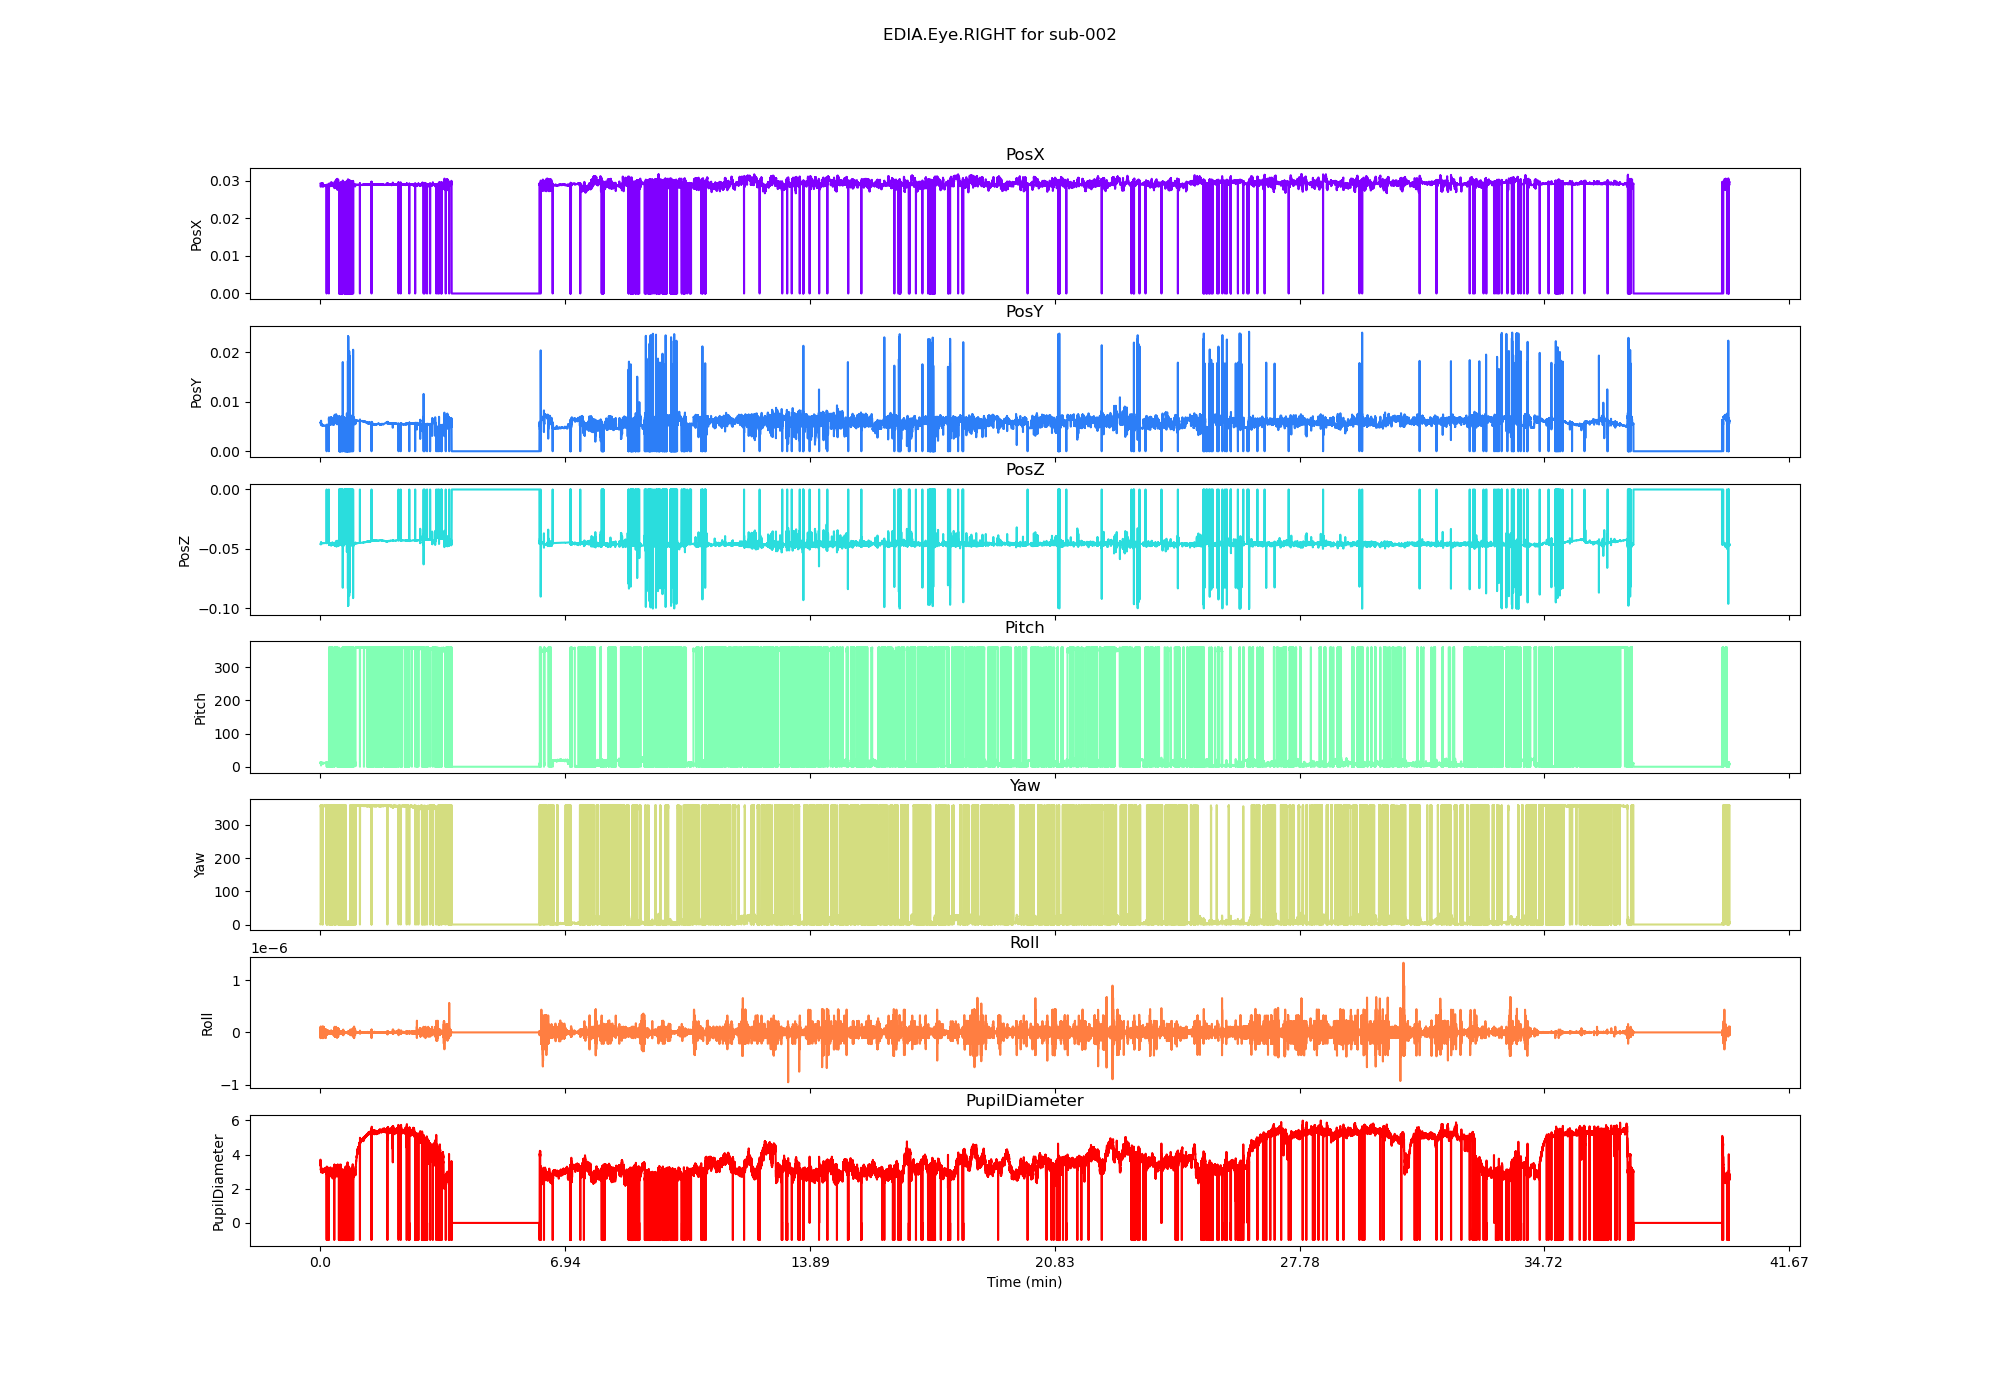 EDIA.Eye.RIGHT for sub-002
PosX
0.03
0.02
0.01
0.00
PosX
PosY
0.02
0.01
0.00
PosY
PosZ
0.00
−0.05
−0.10
PosZ
Pitch
300
200
100
0
Pitch
Yaw
300
200
100
0
Yaw
1e−6
Roll
1
0
−1
Roll
PupilDiameter
6
4
2
0
PupilDiameter
0.0 6.94 13.89 20.83 27.78 34.72 41.67
Time (min)